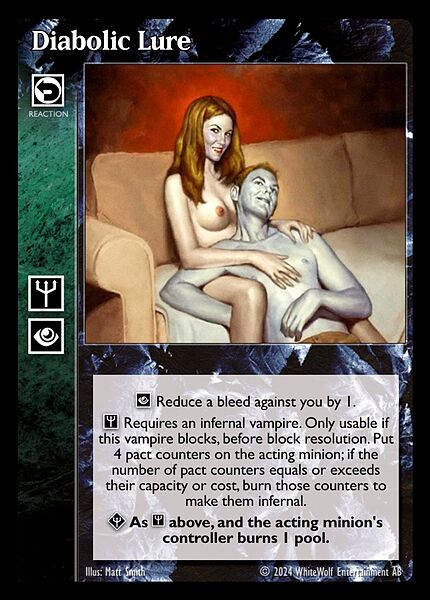 Diabolic Lure
REACTION
Reduce a bleed against you by 1.
Requires an infernal vampire. Only usable if
this vampire blocks, before block resolution. Put
4 pact counters on the acting minion; if the
number of pact counters equals or exceeds
their capacity or cost, burn those counters to
make them infernal.
As above, and the acting minion's
controller burns 1 pool.
Illus: Matt Smith
© 2024 WhiteWolf Entertainment AB